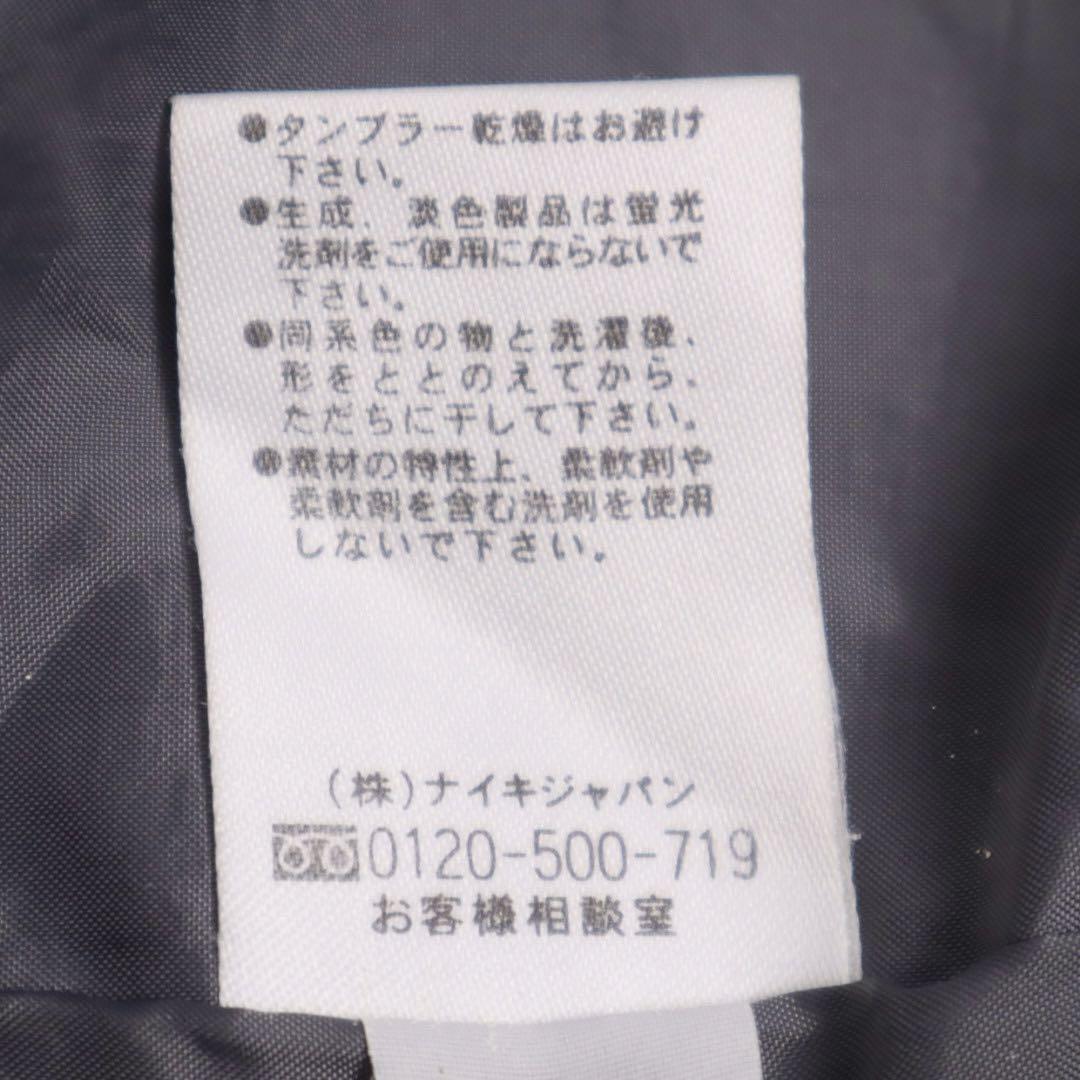 ●タンブラー乾燥はお避け
下さい。
●生成、淡色製品は蛍光
洗剤をご使用にならないで
下さい。
●同系色の物と洗濯後、
形をととのえてから、
ただちに干して下さい。
●素材の特性上、柔軟剤や
柔軟剤を含む洗剤を使用
しないで下さい。
(株)ナイキジャパン
0120-500-719
お客様相談室